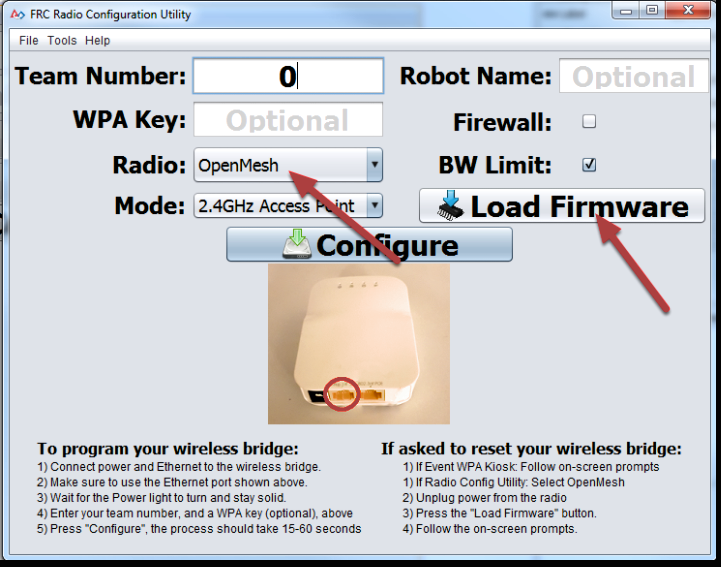 FRC Radio Configuration Utility
File Tools Help
Team Number: 0 Robot Name: Optional
WPA Key: Optional Firewall:
Radio: OpenMesh BW Limit:
Mode: 2.4GHz Access Point Load Firmware
Configure
To program your wireless bridge:
1) Connect power and Ethernet to the wireless bridge.
2) Make sure to use the Ethernet port shown above.
3) Wait for the Power light to turn and stay solid.
4) Enter your team number, and a WPA key (optional), above
5) Press "Configure", the process should take 15-60 seconds
If asked to reset your wireless bridge:
1) If Event WPA Kiosk: Follow on-screen prompts
1) If Radio Config Utility: Select OpenMesh
2) Unplug power from the radio
3) Press the "Load Firmware" button.
4) Follow the on-screen prompts.